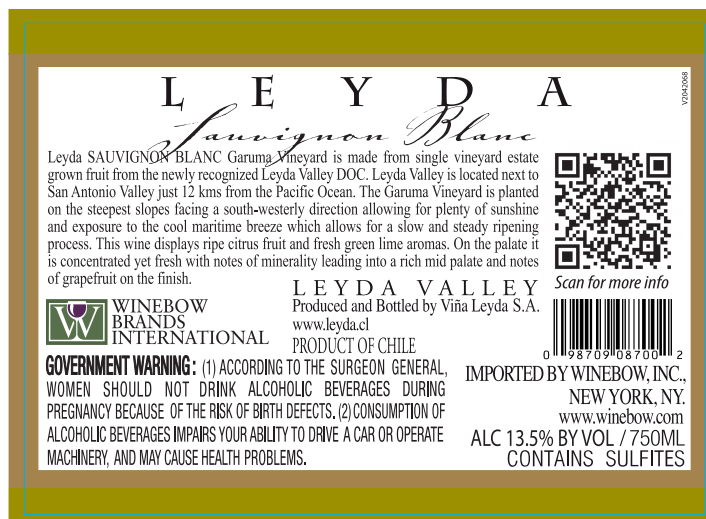 L E Y D A
V2042068
Sauvignon Blanc
Leyda SAUVIGNON BLANC Garuma Vineyard is made from single vineyard estate
grown fruit from the newly recognized Leyda Valley DOC. Leyda Valley is located next to
San Antonio Valley just 12 kms from the Pacific Ocean. The Garuma Vineyard is planted
on the steepest slopes facing a south-westerly direction allowing for plenty of sunshine
and exposure to the cool maritime breeze which allows for a slow and steady ripening
process. This wine displays ripe citrus fruit and fresh green lime aromas. On the palate it
is concentrated yet fresh with notes of minerality leading into a rich mid palate and notes
of grapefruit on the finish.
Scan for more info
LEYDA VALLEY
Produced and Bottled by Viña Leyda S.A.
www.leyda.cl
PRODUCT OF CHILE
W
WINEBOW
BRANDS
INTERNATIONAL
0 98709 08700 2
GOVERNMENT WARNING: (1) ACCORDING TO THE SURGEON GENERAL,
WOMEN SHOULD NOT DRINK ALCOHOLIC BEVERAGES DURING
PREGNANCY BECAUSE OF THE RISK OF BIRTH DEFECTS. (2) CONSUMPTION OF
ALCOHOLIC BEVERAGES IMPAIRS YOUR ABILITY TO DRIVE A CAR OR OPERATE
MACHINERY, AND MAY CAUSE HEALTH PROBLEMS.
IMPORTED BY WINEBOW, INC.,
NEW YORK, NY.
www.winebow.com
ALC 13.5% BY VOL / 750ML
CONTAINS SULFITES